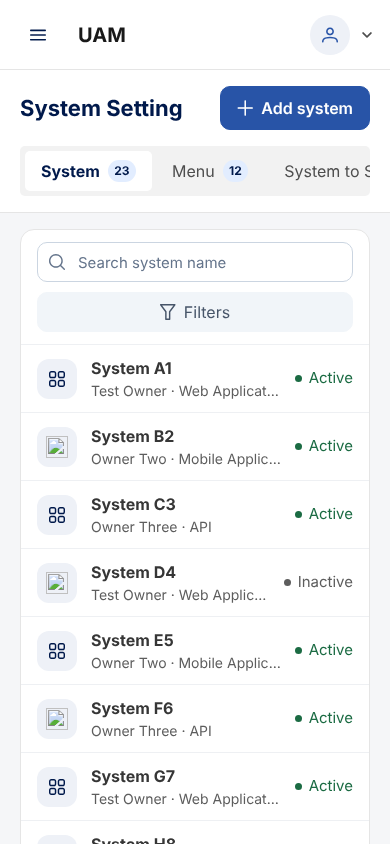 UAM
System Setting
Add system
System 23
Menu 12
System to S
Search system name
Filters
System A1
Test Owner · Web Applicat...
Active
System B2
Owner Two · Mobile Applic...
Active
System C3
Owner Three · API
Active
System D4
Test Owner · Web Applic...
Inactive
System E5
Owner Two · Mobile Applic...
Active
System F6
Owner Three · API
Active
System G7
Test Owner · Web Applicat...
Active
System H8